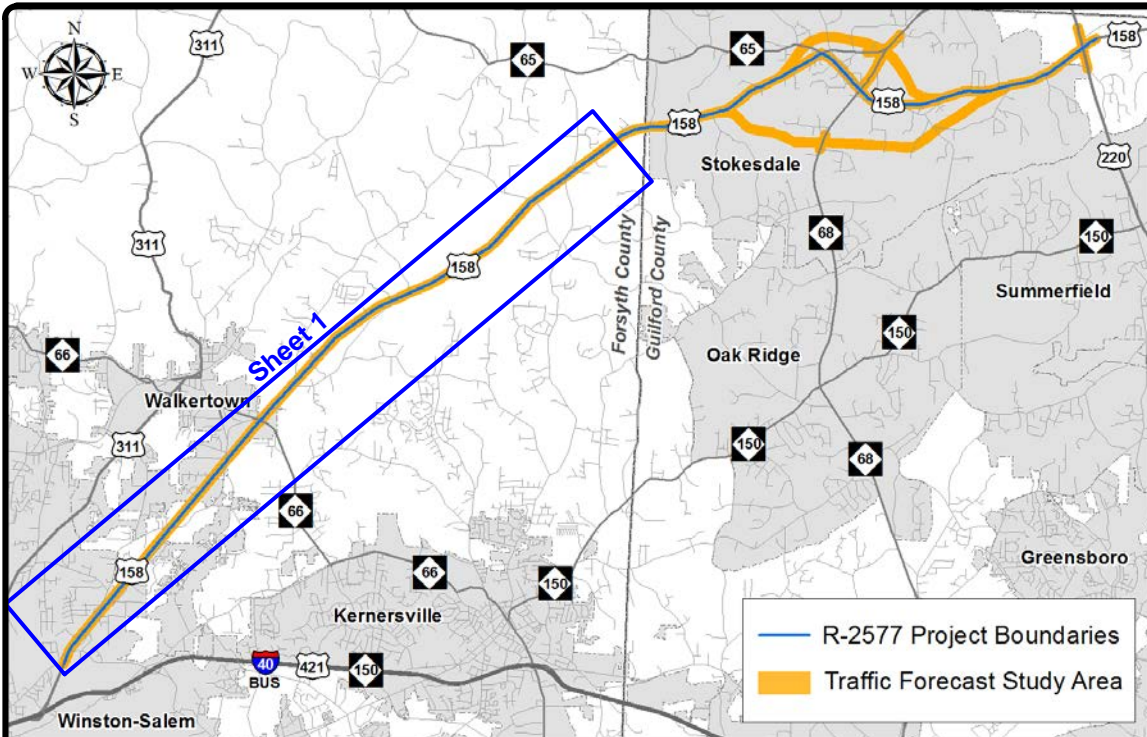 N
W E
S
311
65
65
158
158
158
220
Stokesdale
311
158
68
150
Forsyth County
Guilford County
Summerfield
Sheet 1
150
66
Oak Ridge
Walkertown
311
150
68
66
158
66
150
Greensboro
Kernersville
40
BUS
421
150
Winston-Salem
R-2577 Project Boundaries
Traffic Forecast Study Area